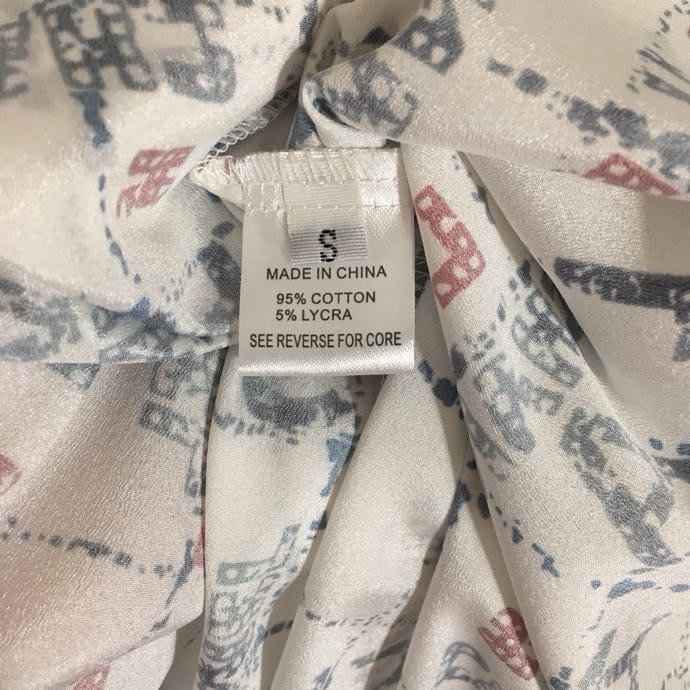 S
MADE IN CHINA
95% COTTON
5% LYCRA
SEE REVERSE FOR CORE